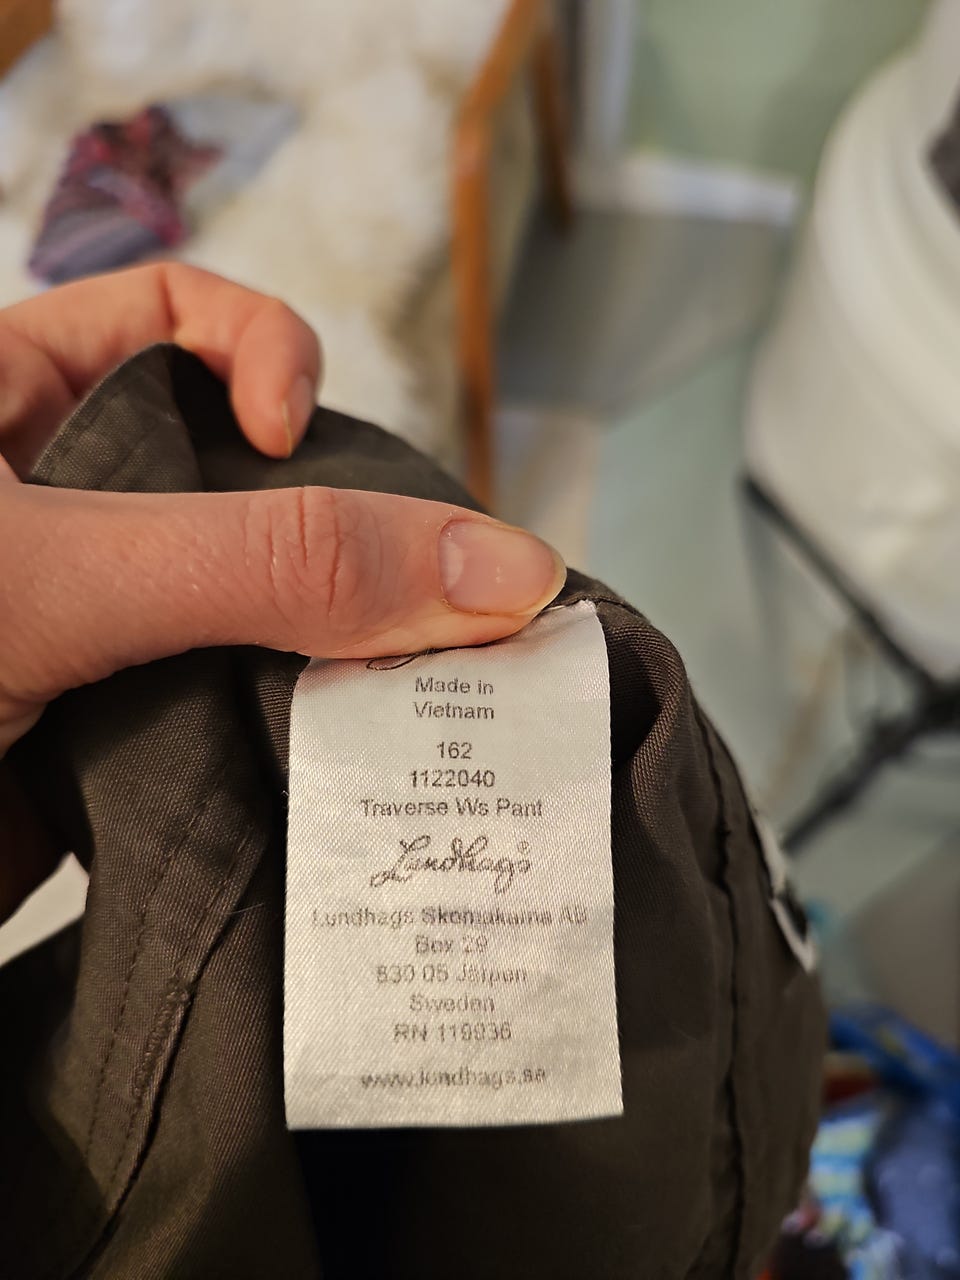 Made in
Vietnam
162
1122040
Traverse Ws Pant
Lundhags
Lundhags Skomakarna AB
Box 29
830 05 Järpen
Sweden
RN 119936
www.lundhags.se